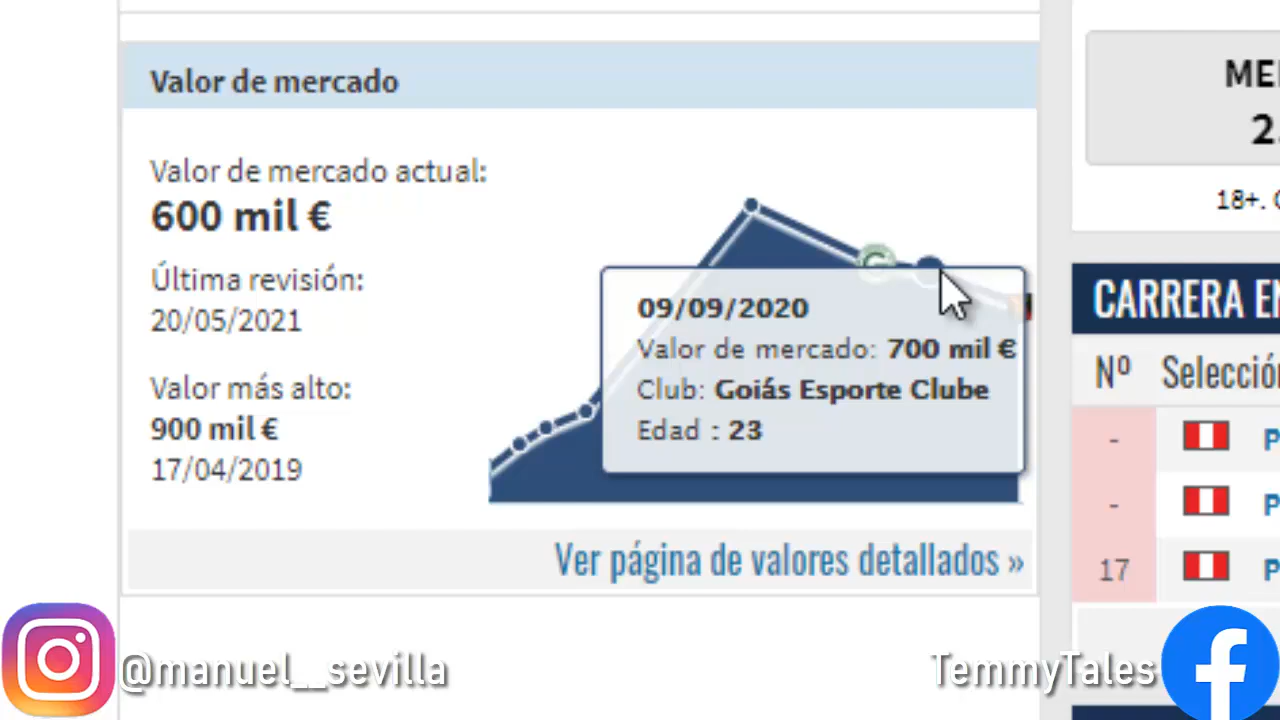 Valor de mercado
Valor de mercado actual:
600 mil €
Última revisión:
20/05/2021
Valor más alto:
900 mil €
17/04/2019
09/09/2020
Valor de mercado: 700 mil €
Club: Goiás Esporte Clube
Edad : 23
Ver página de valores detallados »
18+.
CARRERA
Nº Selección
-
-
17
@manuel__sevilla
TemmyTales